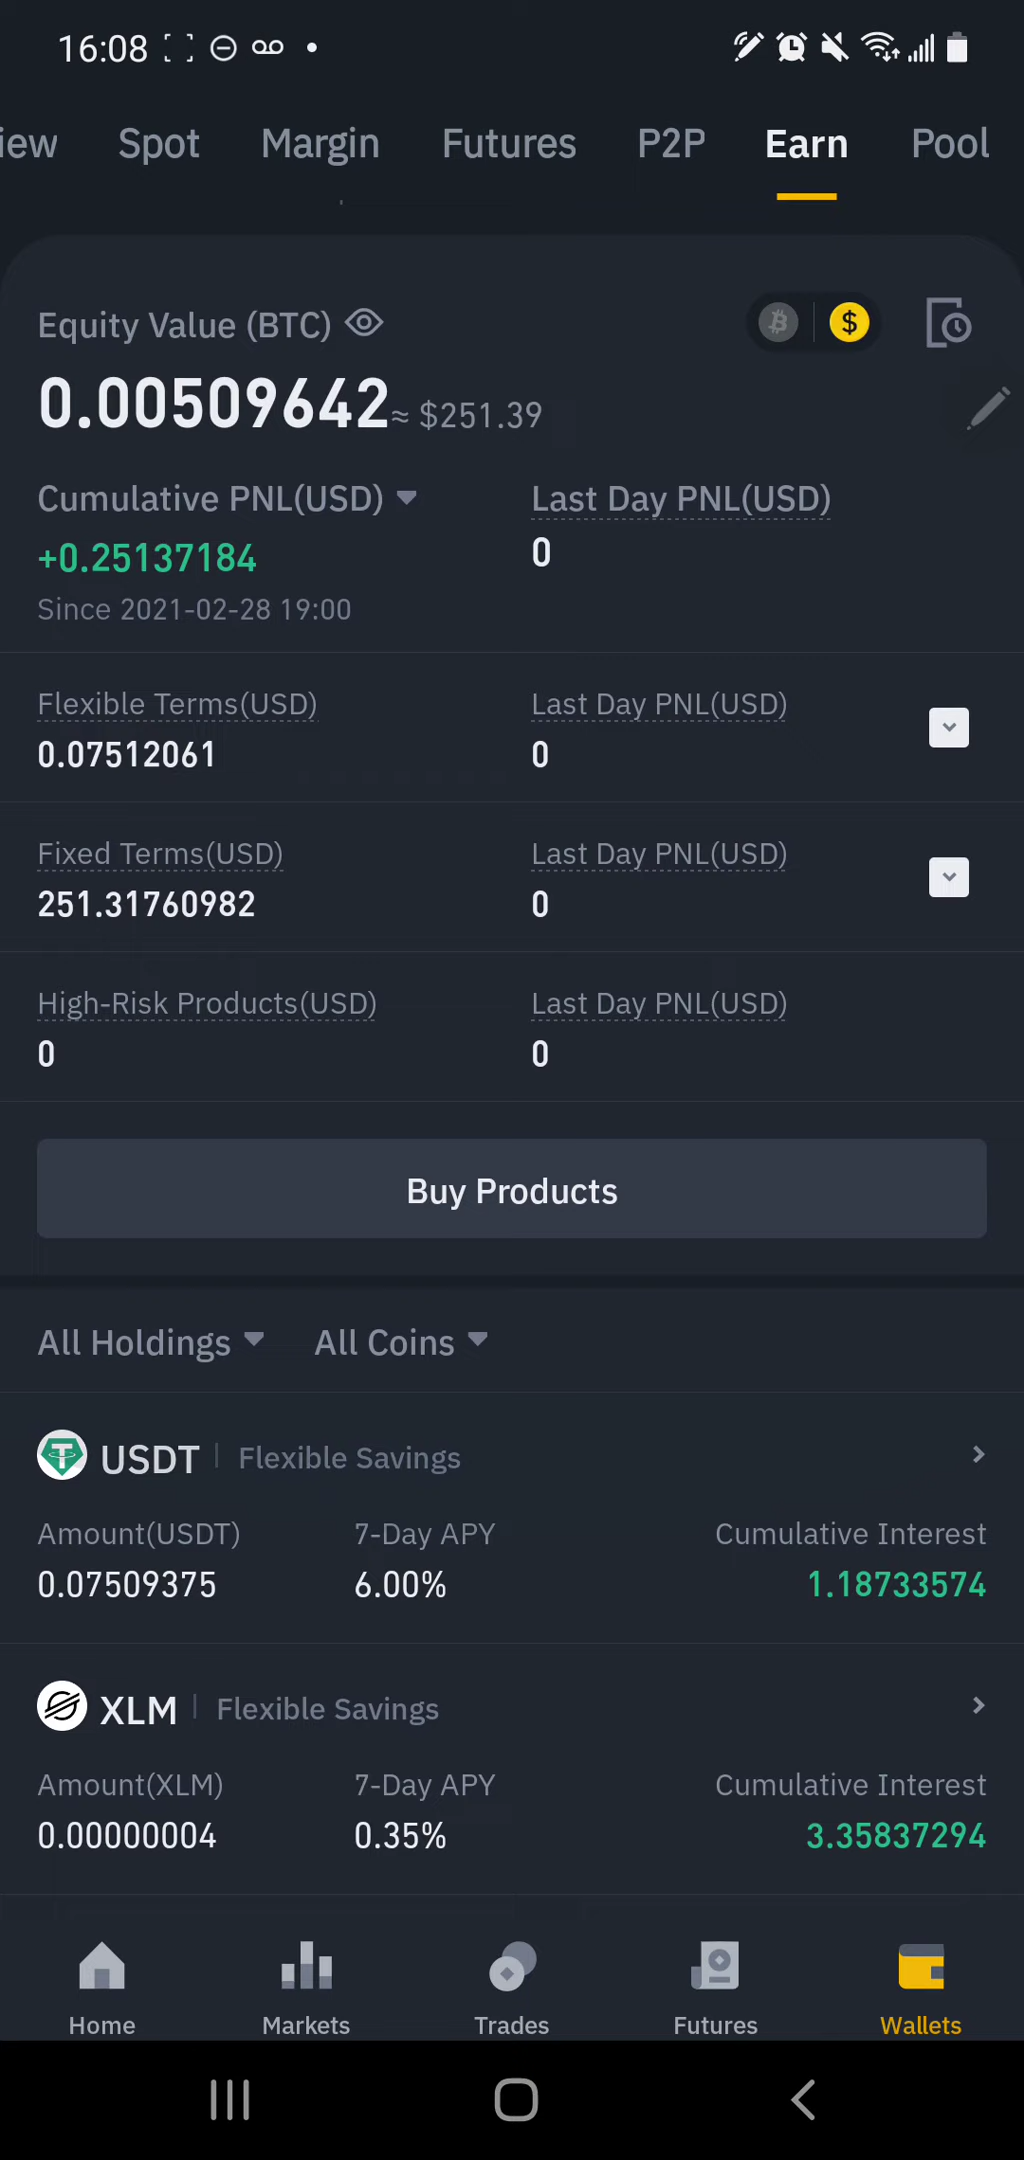 16:08
iew Spot Margin Futures P2P Earn Pool
Equity Value (BTC)
0.00509642 ≈ $251.39
Cumulative PNL(USD) Last Day PNL(USD)
+0.25137184 0
Since 2021-02-28 19:00
Flexible Terms(USD) Last Day PNL(USD)
0.07512061 0
Fixed Terms(USD) Last Day PNL(USD)
251.31760982 0
High-Risk Products(USD) Last Day PNL(USD)
0 0
Buy Products
All Holdings All Coins
USDT | Flexible Savings
Amount(USDT) 7-Day APY Cumulative Interest
0.07509375 6.00% 1.18733574
XLM | Flexible Savings
Amount(XLM) 7-Day APY Cumulative Interest
0.00000004 0.35% 3.35837294
Home Markets Trades Futures Wallets